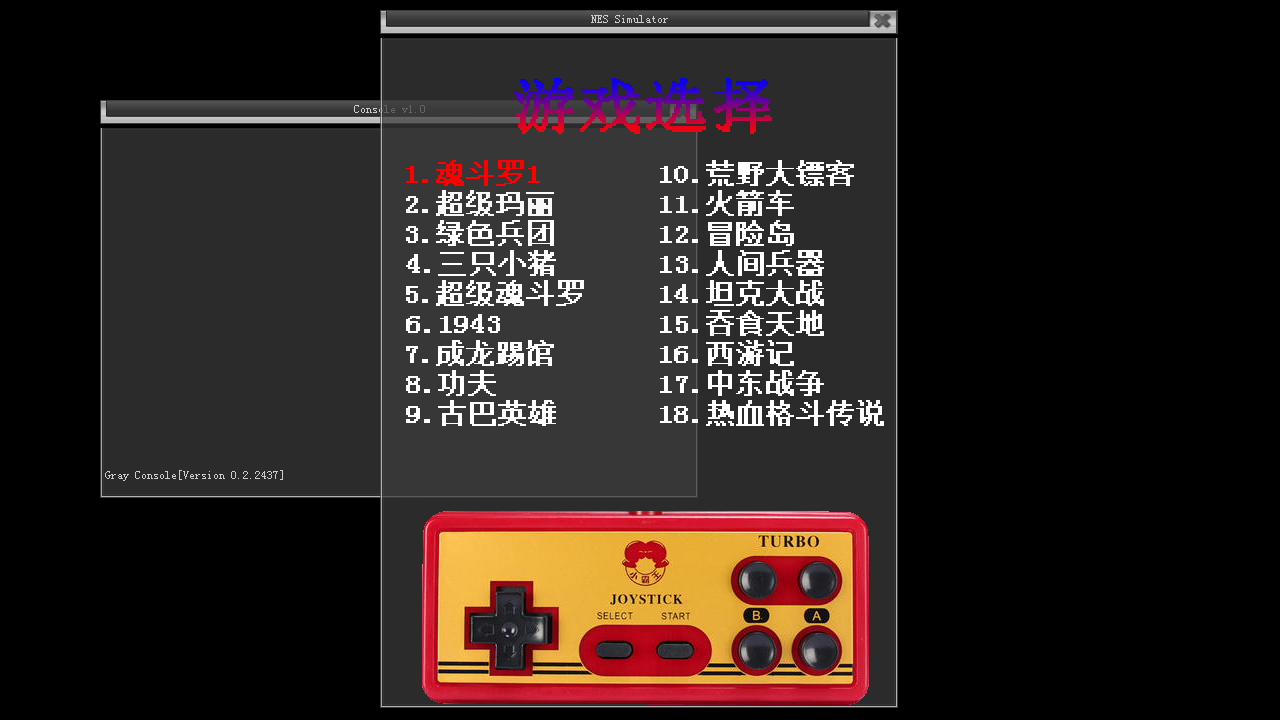 NES Simulator
Console v1.0
游戏选择
1.魂斗罗1
2.超级玛丽
3.绿色兵团
4.三只小猪
5.超级魂斗罗
6.1943
7.成龙踢馆
8.功夫
9.古巴英雄
10.荒野大镖客
11.火箭车
12.冒险岛
13.人间兵器
14.坦克大战
15.吞食天地
16.西游记
17.中东战争
18.热血格斗传说
Gray Console[Version 0.2.2437]
TURBO
小霸王
JOYSTICK
SELECT START
B. A